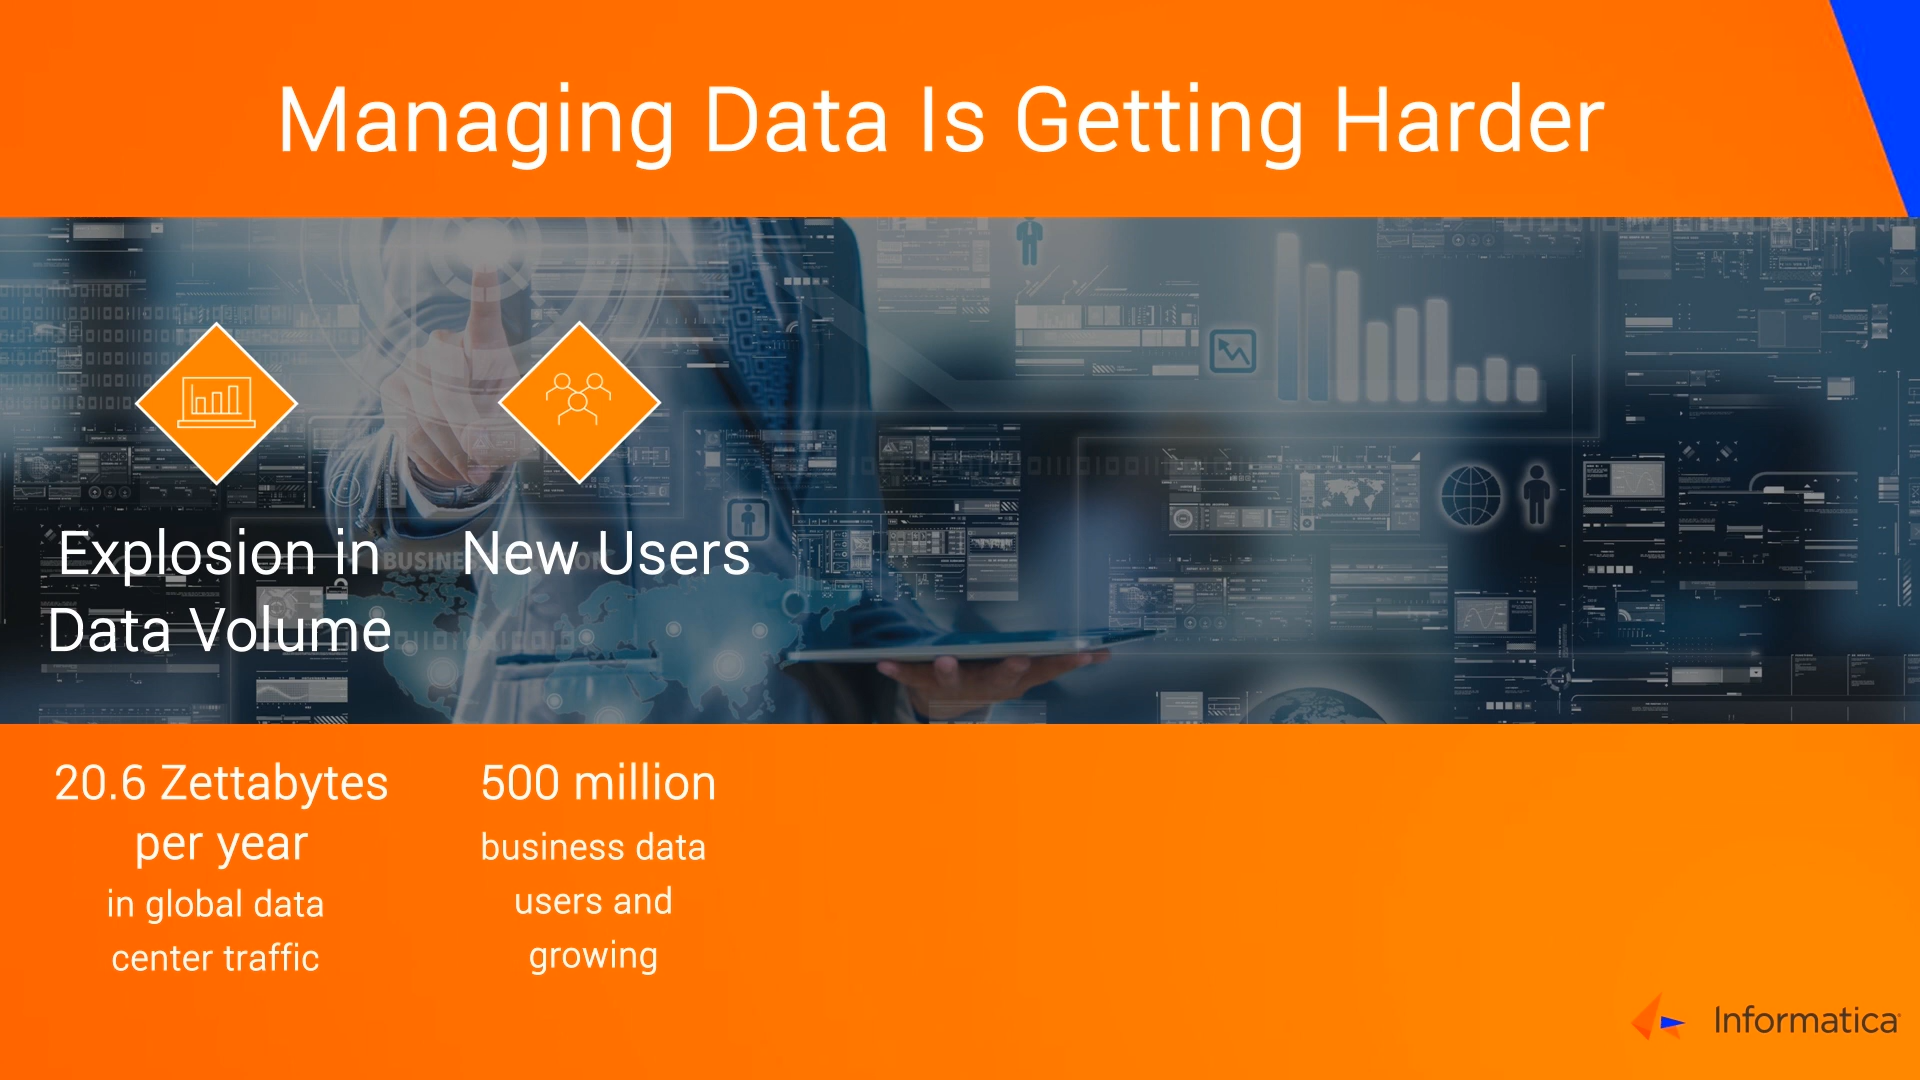 Managing Data Is Getting Harder
Explosion in
Data Volume
New Users
BUSINE
20.6 Zettabytes
per year
in global data
center traffic
500 million
business data
users and
growing
Informatica